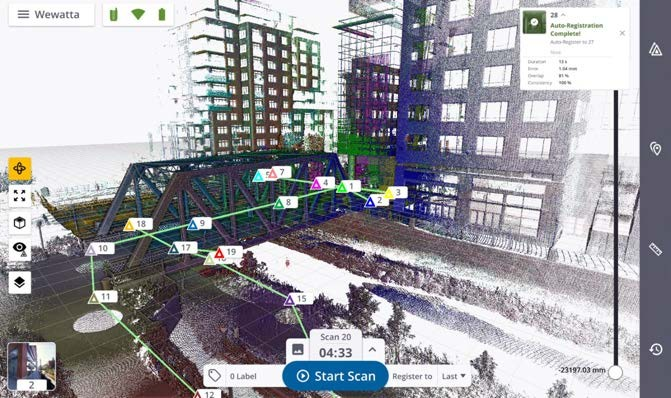 Wewatta
28
Auto-Registration
Complete!
Auto-Register to 27
Duration 13 s
Error 1.04 mm
Overlap 81 %
Consistency 100 %
5 7
4 1 3
2
8
18 9
10 17 19
11 15
Scan 20
04:33
-23197.03 mm
2
0 Label
Start Scan
Register to Last
12